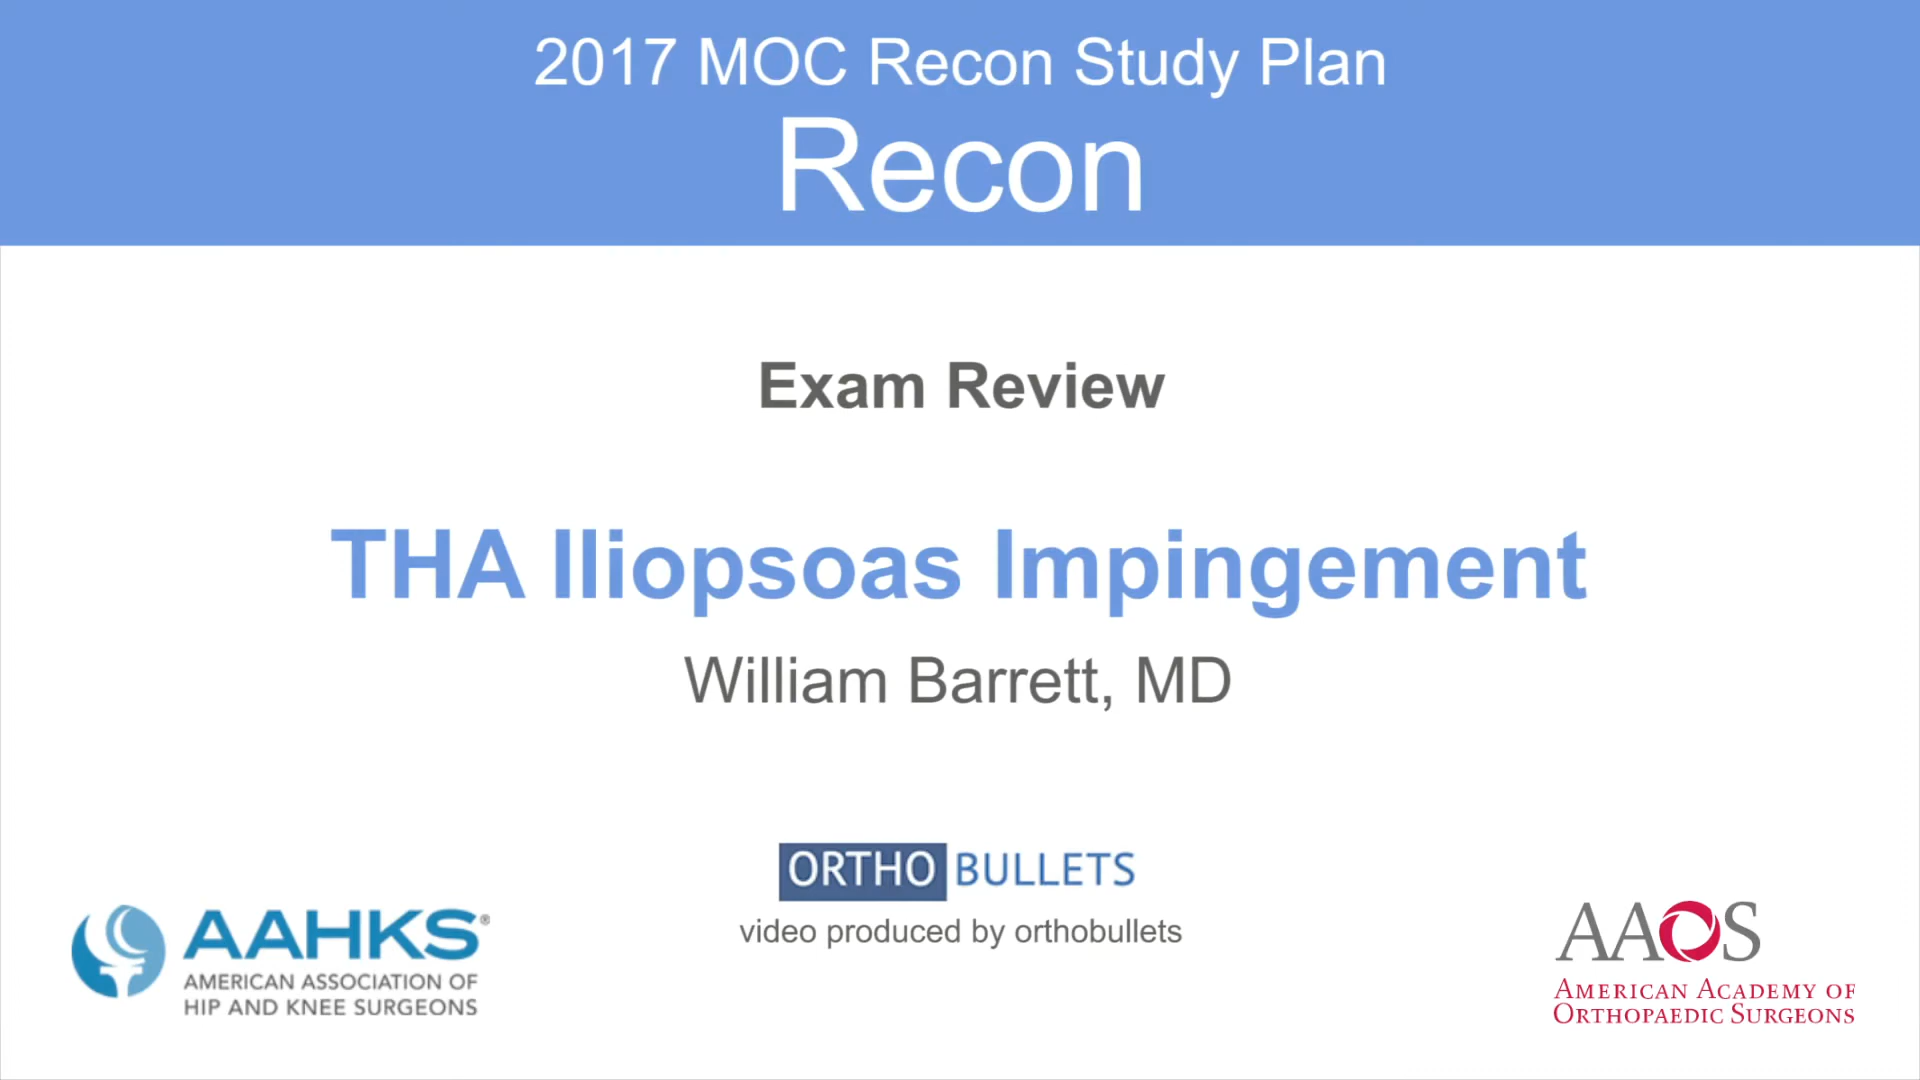 2017 MOC Recon Study Plan
Recon
Exam Review
THA Iliopsoas Impingement
William Barrett, MD
ORTHO BULLETS
video produced by orthobullets
AAHKS®
AMERICAN ASSOCIATION OF
HIP AND KNEE SURGEONS
AAOS
AMERICAN ACADEMY OF
ORTHOPAEDIC SURGEONS